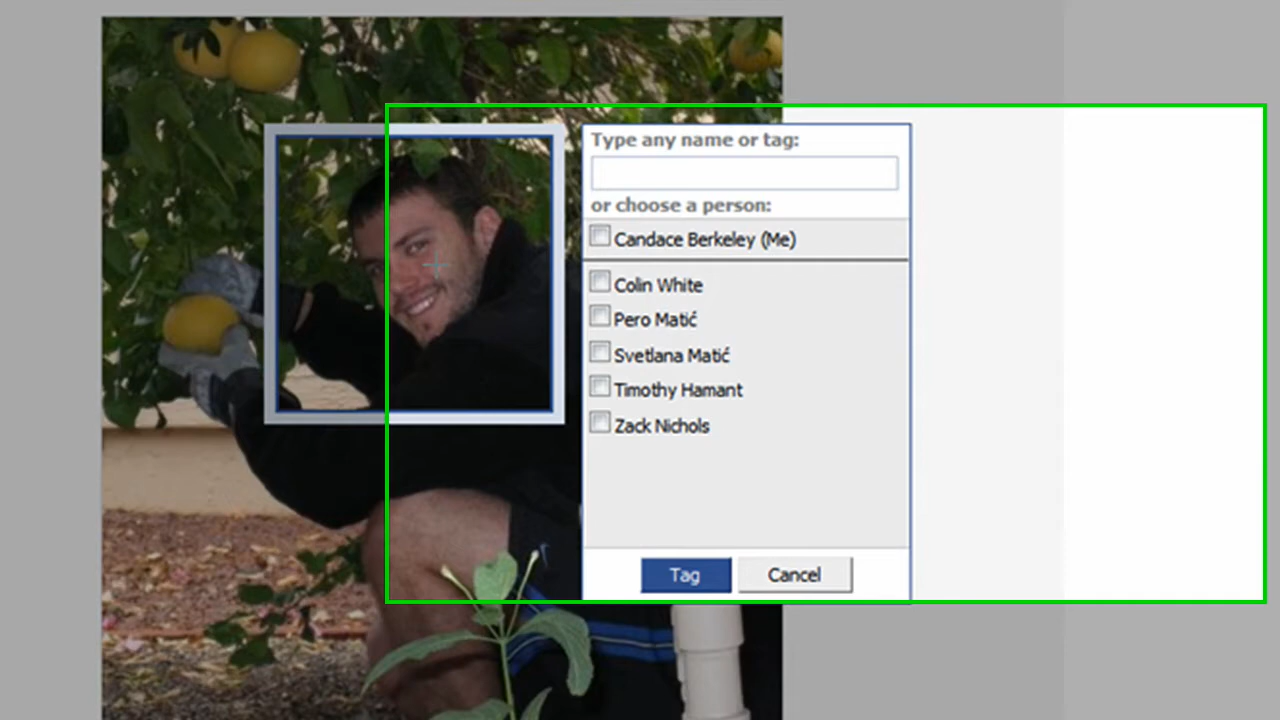 Type any name or tag:
or choose a person:
Candace Berkeley (Me)
Colin White
Pero Matić
Svetlana Matić
Timothy Hamant
Zack Nichols
Tag
Cancel